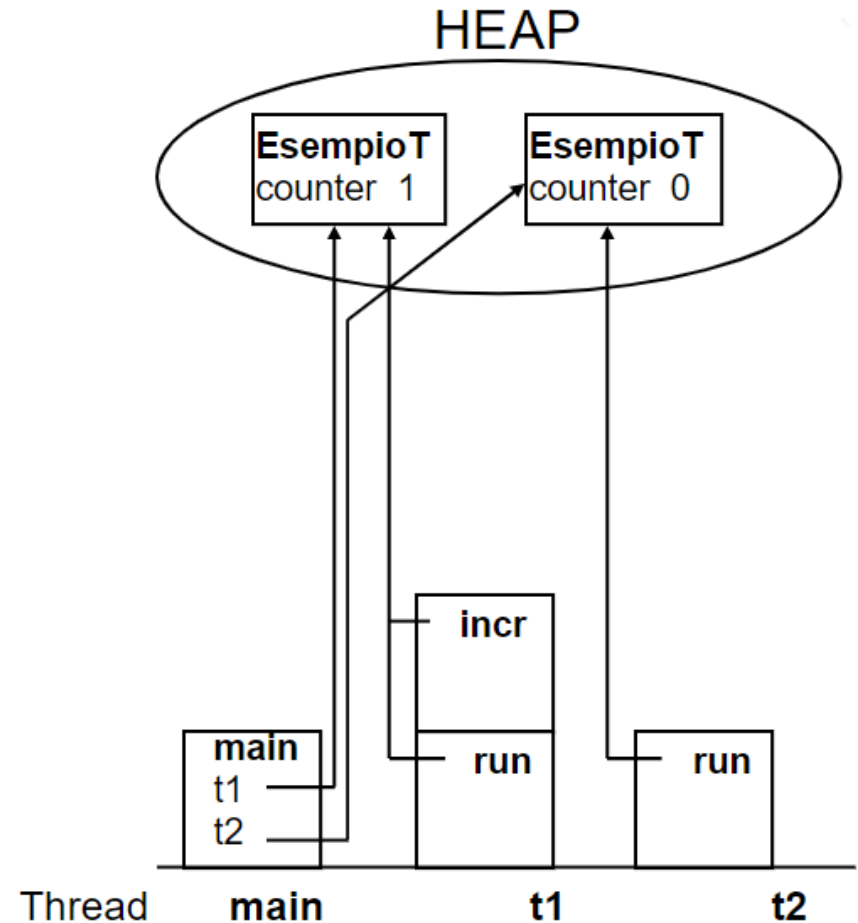 HEAP
EsempioT EsempioT
counter 1 counter 0
incr
main
run run
t1
t2
Thread main t1 t2